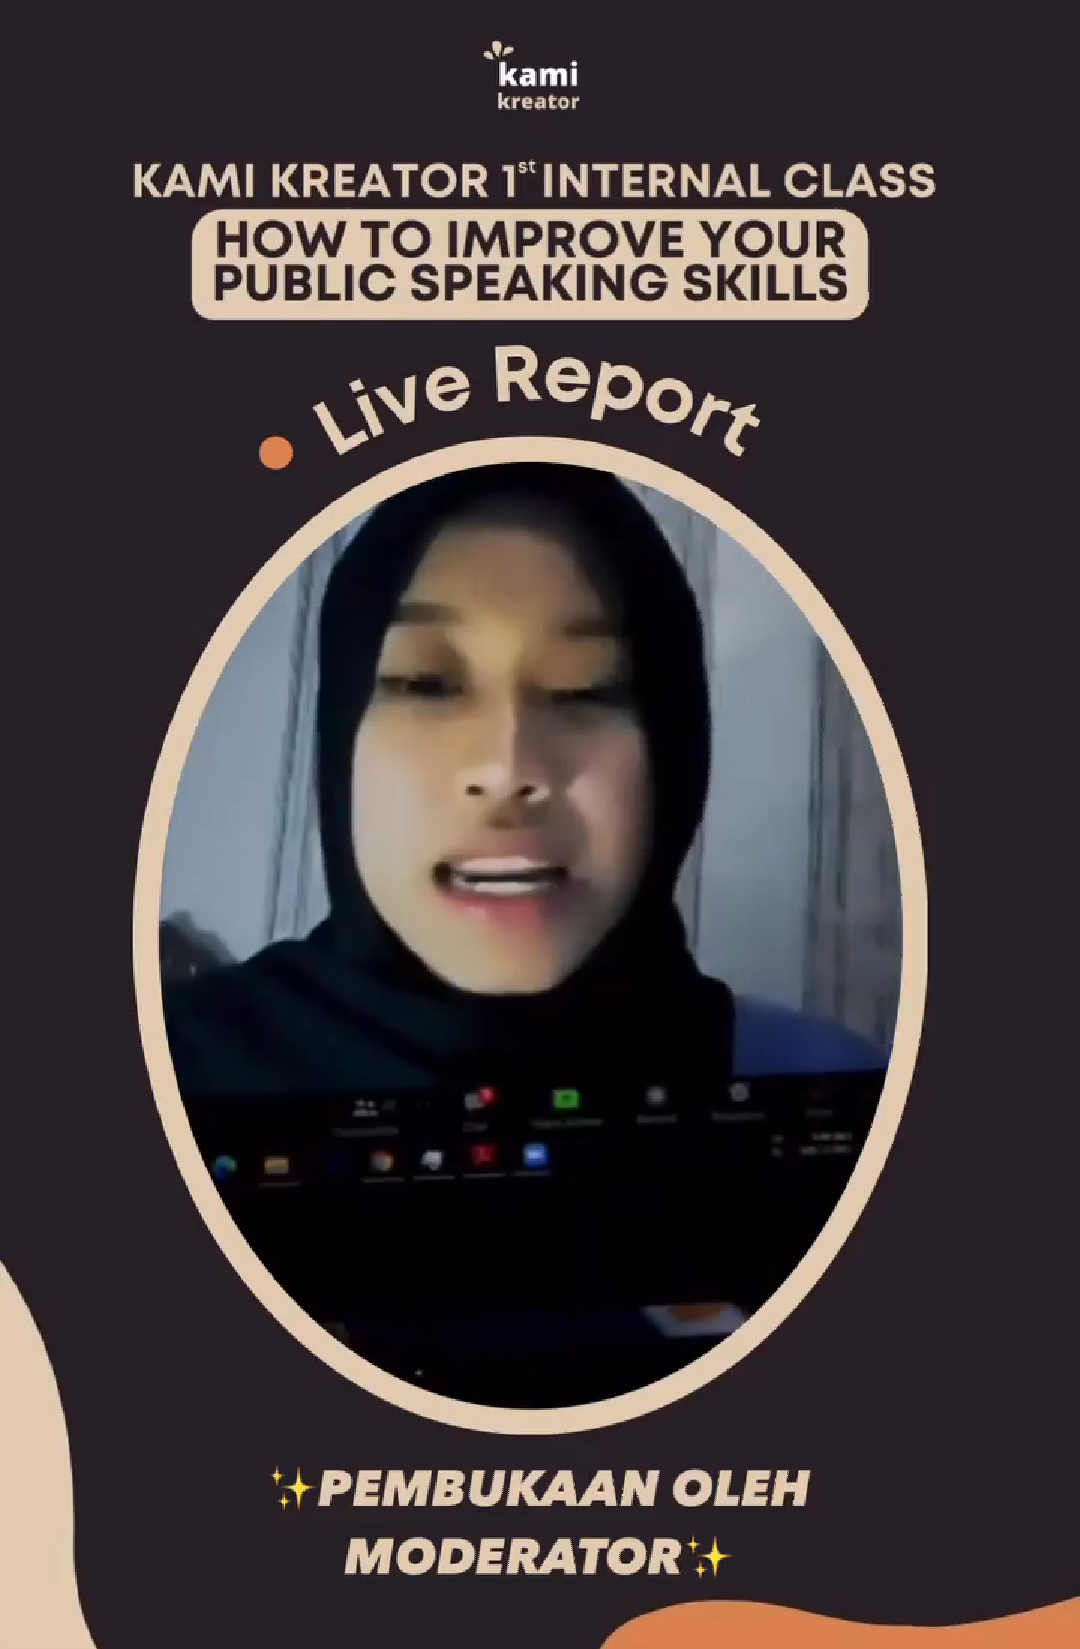 kami
kreator
KAMI KREATOR 1st INTERNAL CLASS
HOW TO IMPROVE YOUR
PUBLIC SPEAKING SKILLS
Live Report
✨PEMBUKAAN OLEH
MODERATOR✨